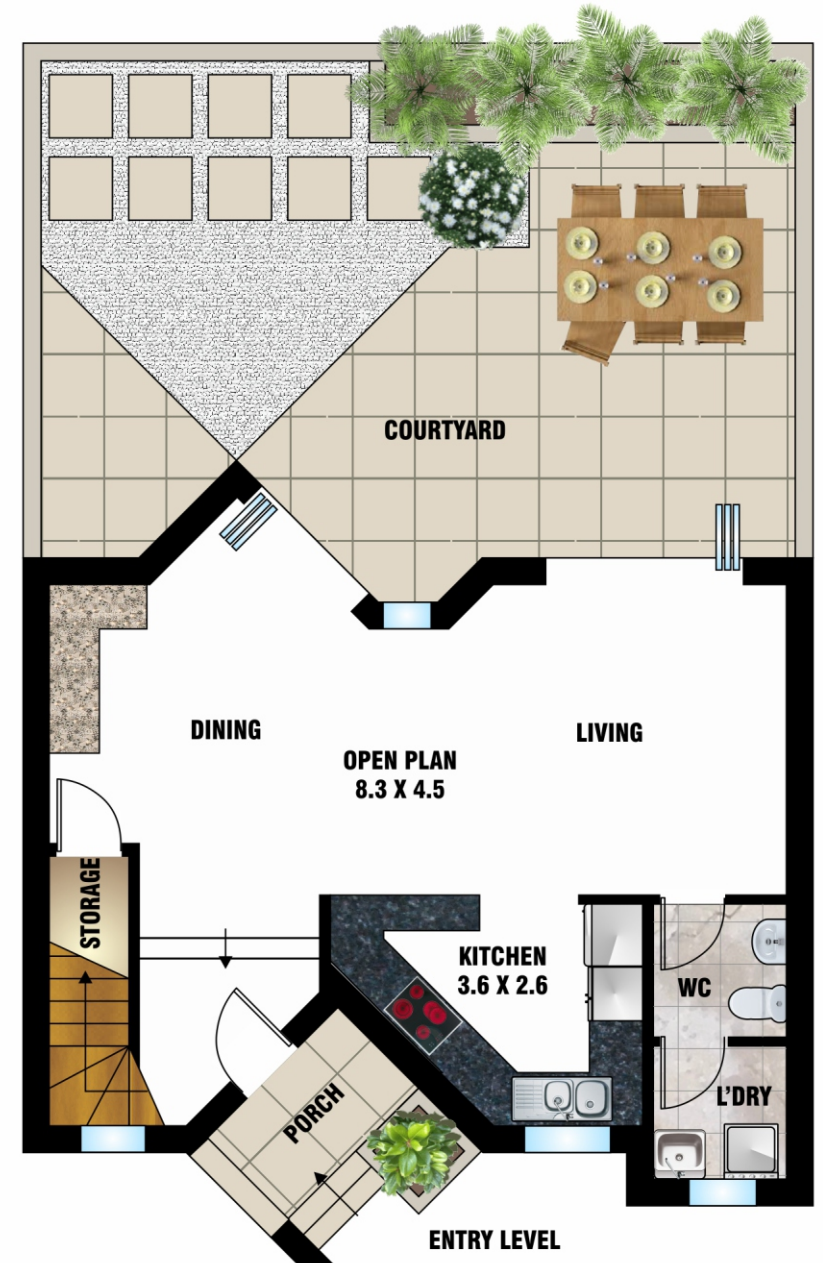 COURTYARD
DINING
LIVING
OPEN PLAN
8.3 X 4.5
STORAGE
KITCHEN
3.6 X 2.6
WC
L'DRY
PORCH
ENTRY LEVEL